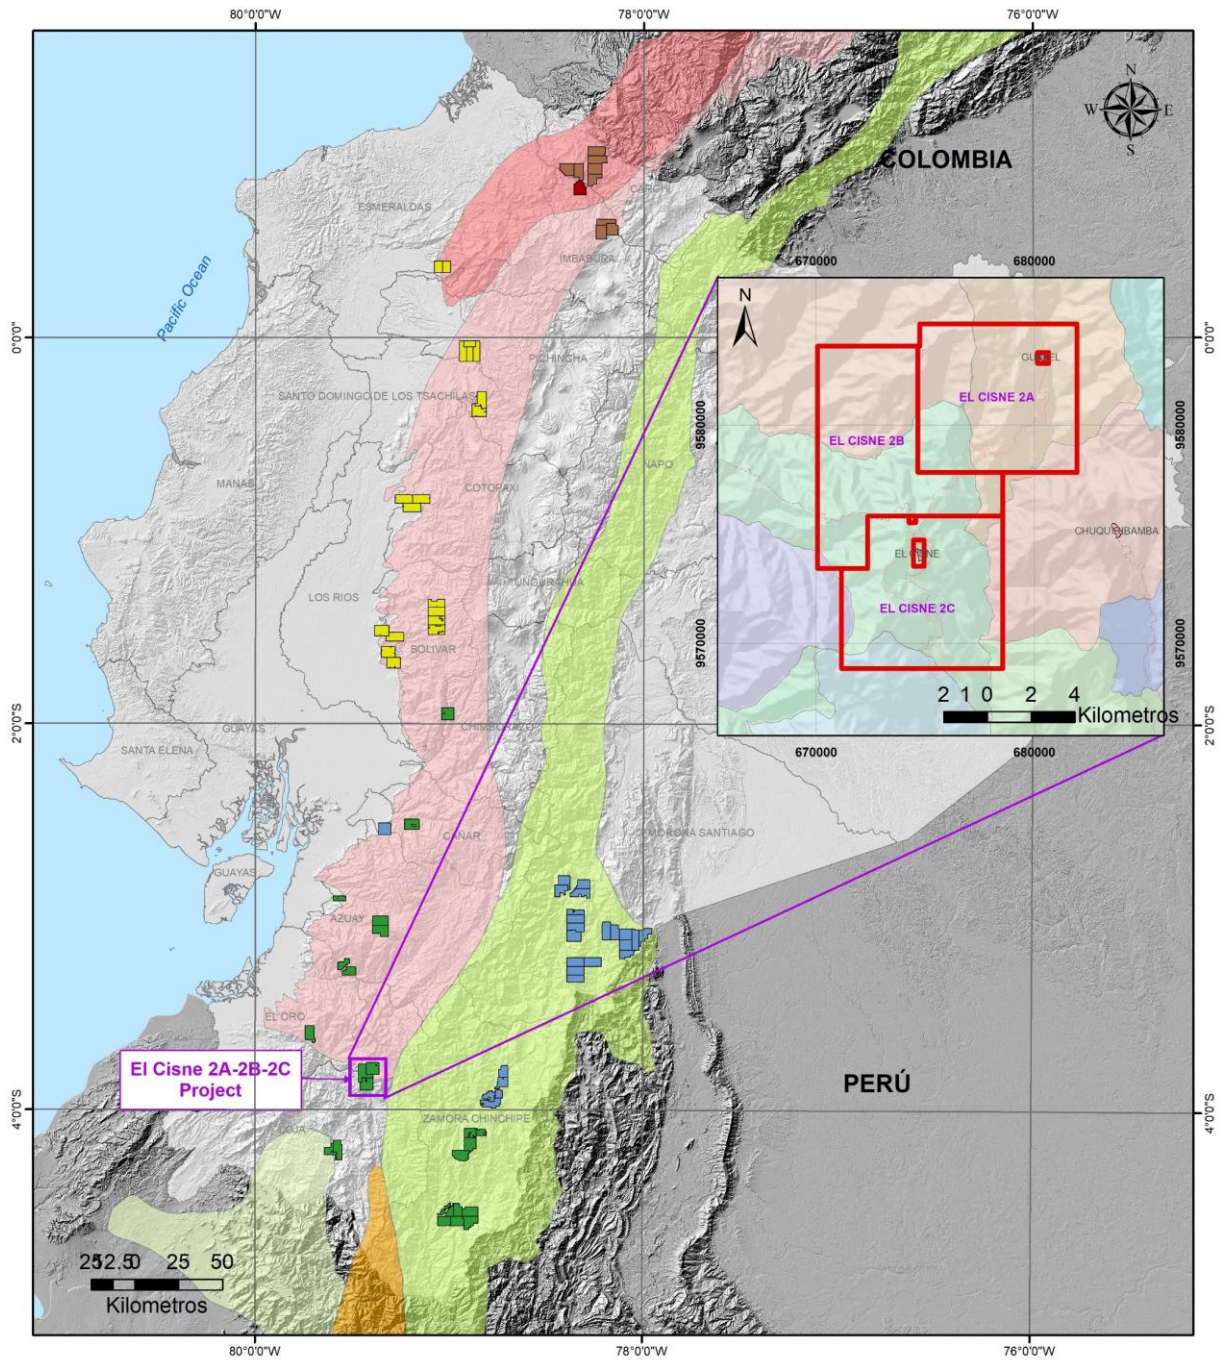 80°0'0"W
78°0'0"W
76°0'0"W
N
W
E
S
COLOMBIA
CARCHI
ESMERALDAS
IMBABURA
Pacific Ocean
0°0'0"
0°0'0"
PICHINCHA
SANTO DOMINGO DE LOS TSACHILAS
NAPO
MANABI
COTOPAXI
TUNGURAHUA
LOS RIOS
BOLIVAR
GUAYAS
CHIMBORAZO
2°0'0"S
2°0'0"S
SANTA ELENA
CAÑAR
MORONA SANTIAGO
GUAYAS
AZUAY
EL ORO
El Cisne 2A-2B-2C
Project
PERÚ
4°0'0"S
4°0'0"S
ZAMORA CHINCHIPE
LOJA
25 12.5 0 25 50
Kilometros
80°0'0"W
78°0'0"W
76°0'0"W
670000
680000
N
GUALEL
EL CISNE 2A
9580000
9580000
EL CISNE 2B
CHUQUIRIBAMBA
EL CISNE
EL CISNE 2C
9570000
9570000
2 1 0 2 4
Kilometros
670000
680000